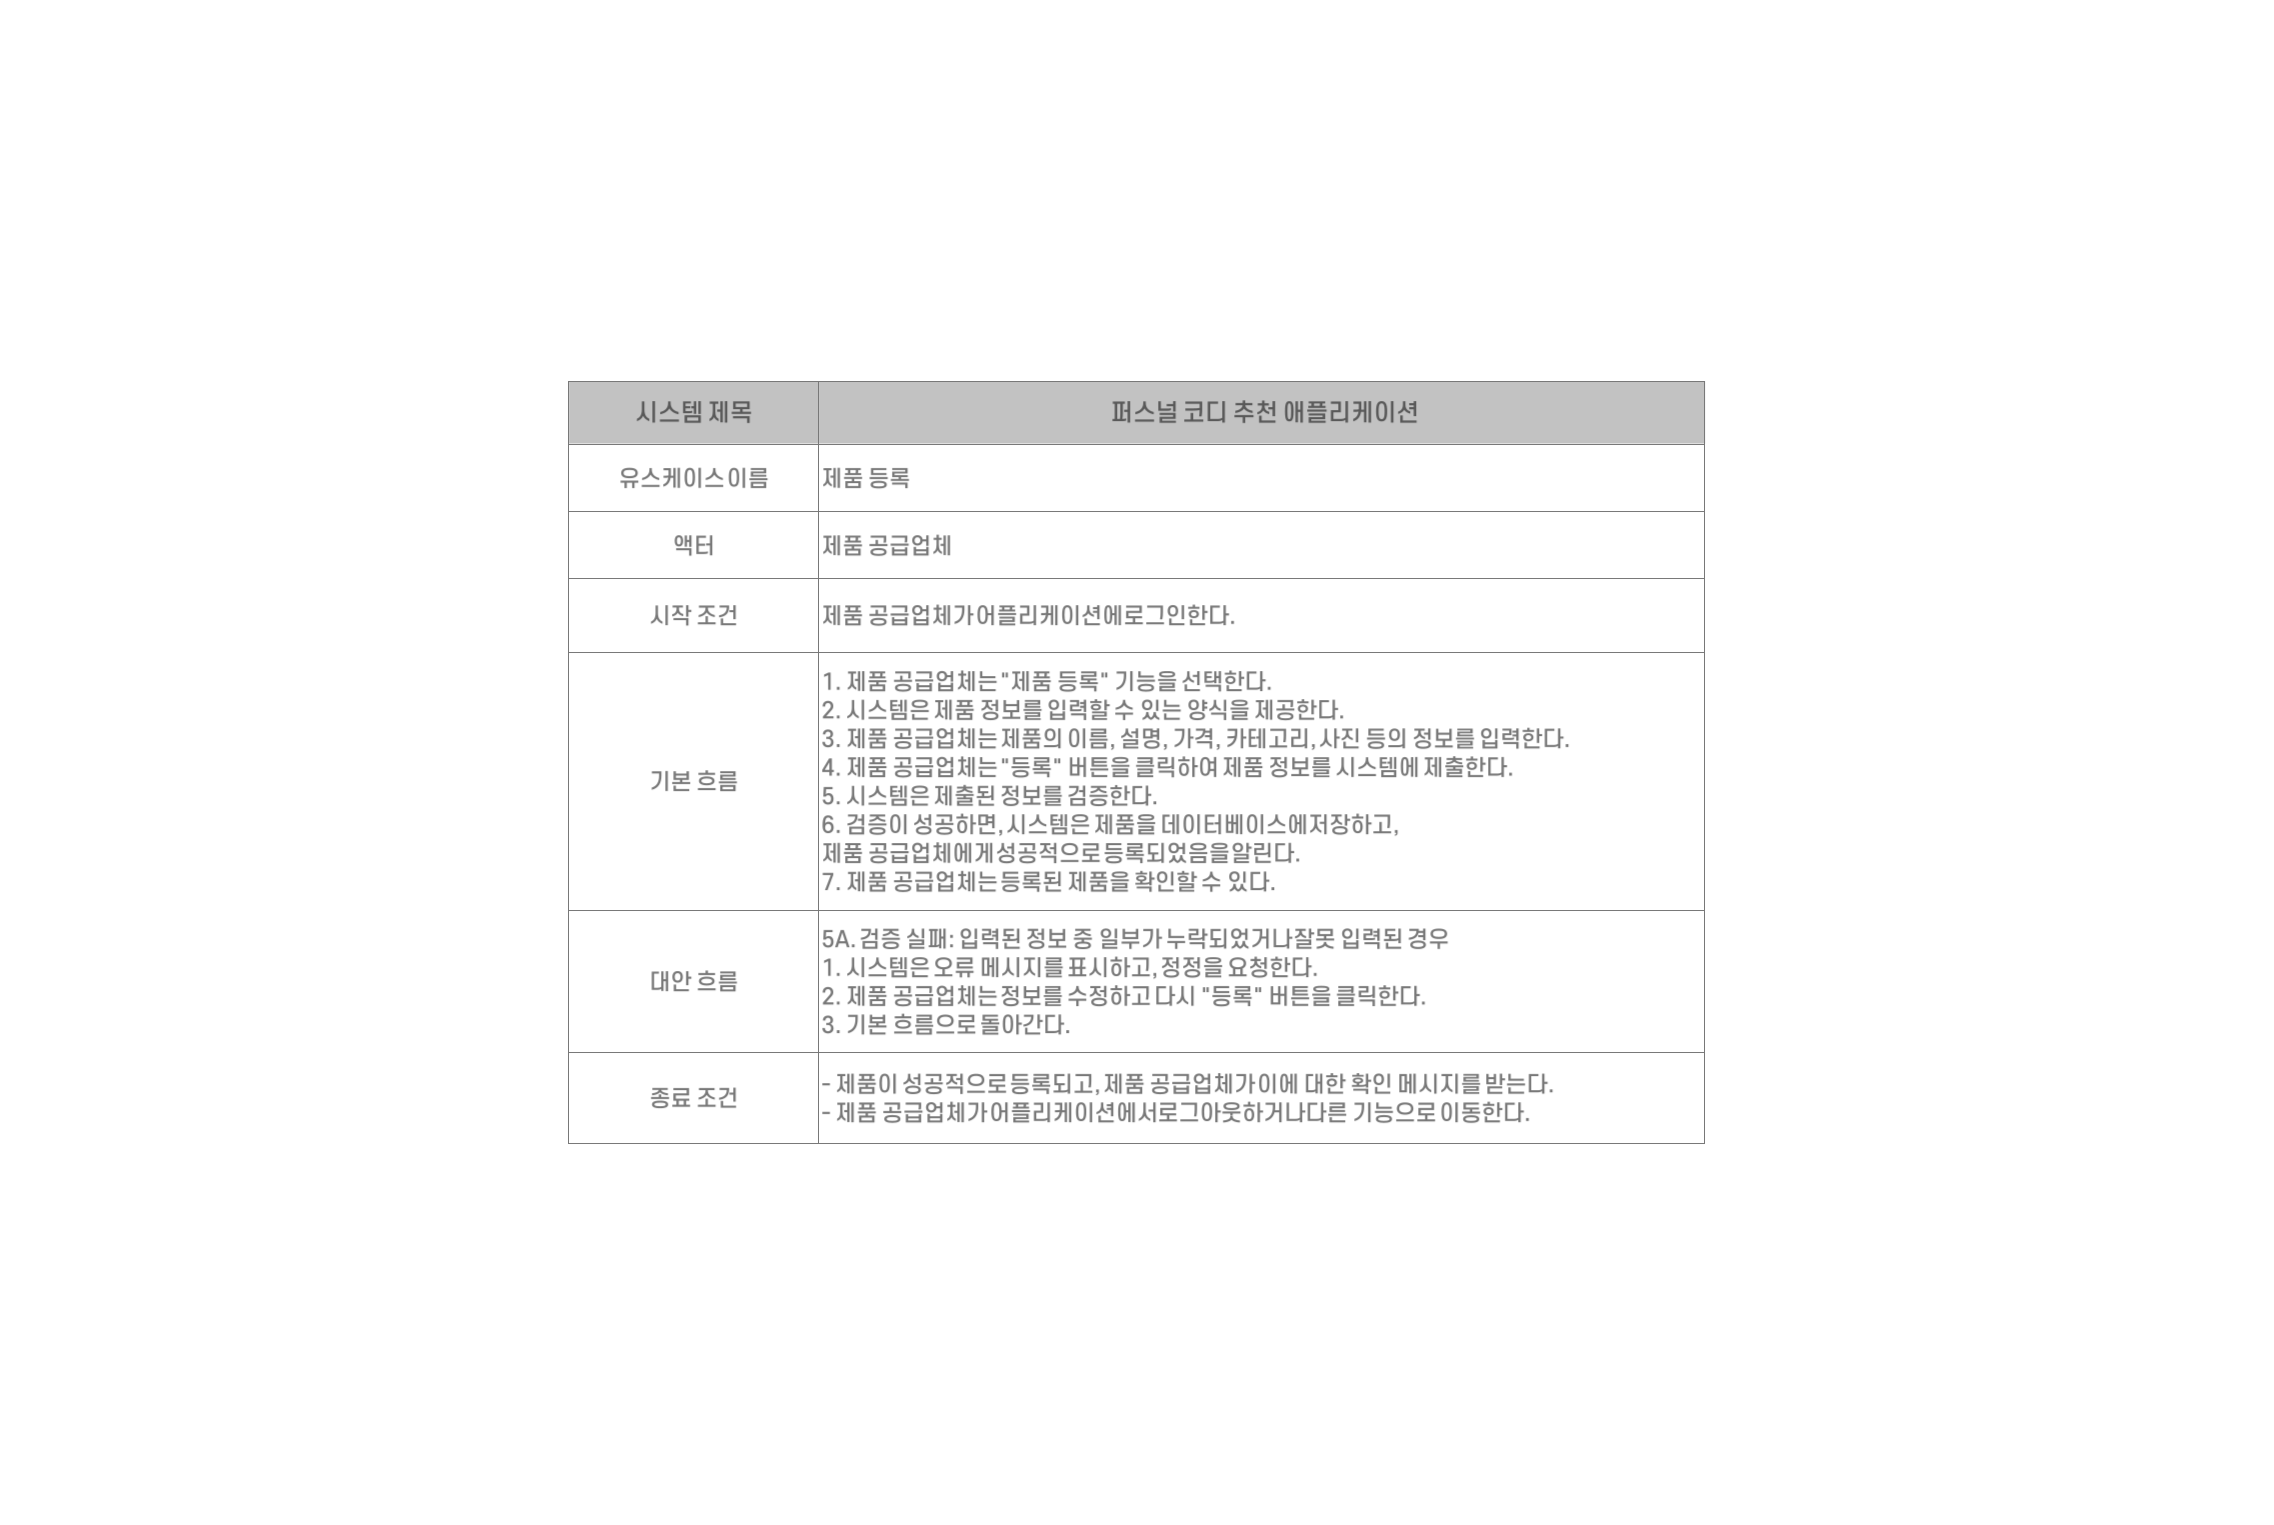 시스템 제목 퍼스널 코디 추천 애플리케이션
유스케이스 이름 제품 등록
액터 제품 공급업체
시작 조건 제품 공급업체가 어플리케이션에 로그인한다.
기본 흐름
1. 제품 공급업체는 "제품 등록" 기능을 선택한다.
2. 시스템은 제품 정보를 입력할 수 있는 양식을 제공한다.
3. 제품 공급업체는 제품의 이름, 설명, 가격, 카테고리, 사진 등의 정보를 입력한다.
4. 제품 공급업체는 "등록" 버튼을 클릭하여 제품 정보를 시스템에 제출한다.
5. 시스템은 제출된 정보를 검증한다.
6. 검증이 성공하면, 시스템은 제품을 데이터베이스에 저장하고,
제품 공급업체에게 성공적으로 등록되었음을 알린다.
7. 제품 공급업체는 등록된 제품을 확인할 수 있다.
대안 흐름
5A. 검증 실패: 입력된 정보 중 일부가 누락되었거나 잘못 입력된 경우
1. 시스템은 오류 메시지를 표시하고, 정정을 요청한다.
2. 제품 공급업체는 정보를 수정하고 다시 "등록" 버튼을 클릭한다.
3. 기본 흐름으로 돌아간다.
종료 조건
- 제품이 성공적으로 등록되고, 제품 공급업체가 이에 대한 확인 메시지를 받는다.
- 제품 공급업체가 어플리케이션에서 로그아웃하거나 다른 기능으로 이동한다.